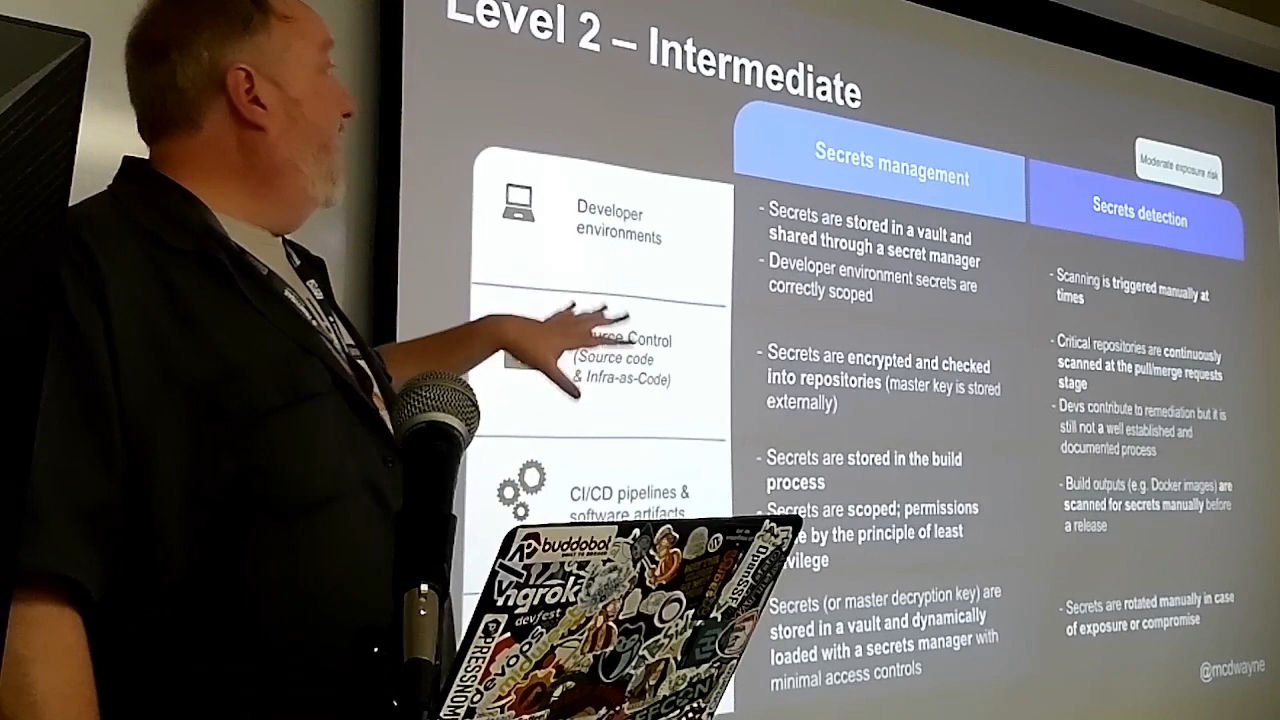 Level 2 – Intermediate
Secrets management
Moderate exposure risk
Secrets detection
Developer
environments
- Secrets are stored in a vault and
shared through a secret manager
- Developer environment secrets are
correctly scoped
- Scanning is triggered manually at
times
Control
(Source code
& Infra-as-Code)
- Secrets are encrypted and checked
into repositories (master key is stored
externally)
- Critical repositories are continuously
scanned at the pull/merge requests
stage
- Devs contribute to remediation but it is
still not a well established and
documented process
CI/CD pipelines &
software artifacts
- Secrets are stored in the build
process
- Secrets are scoped; permissions
by the principle of least
- Build outputs (e.g. Docker images) are
scanned for secrets manually before
a release
Secrets (or master decryption key) are
stored in a vault and dynamically
loaded with a secrets manager with
minimal access controls
- Secrets are rotated manually in case
of exposure or compromise
@mcdwayne
buddobot
ngrok
devfest
OpenSSF